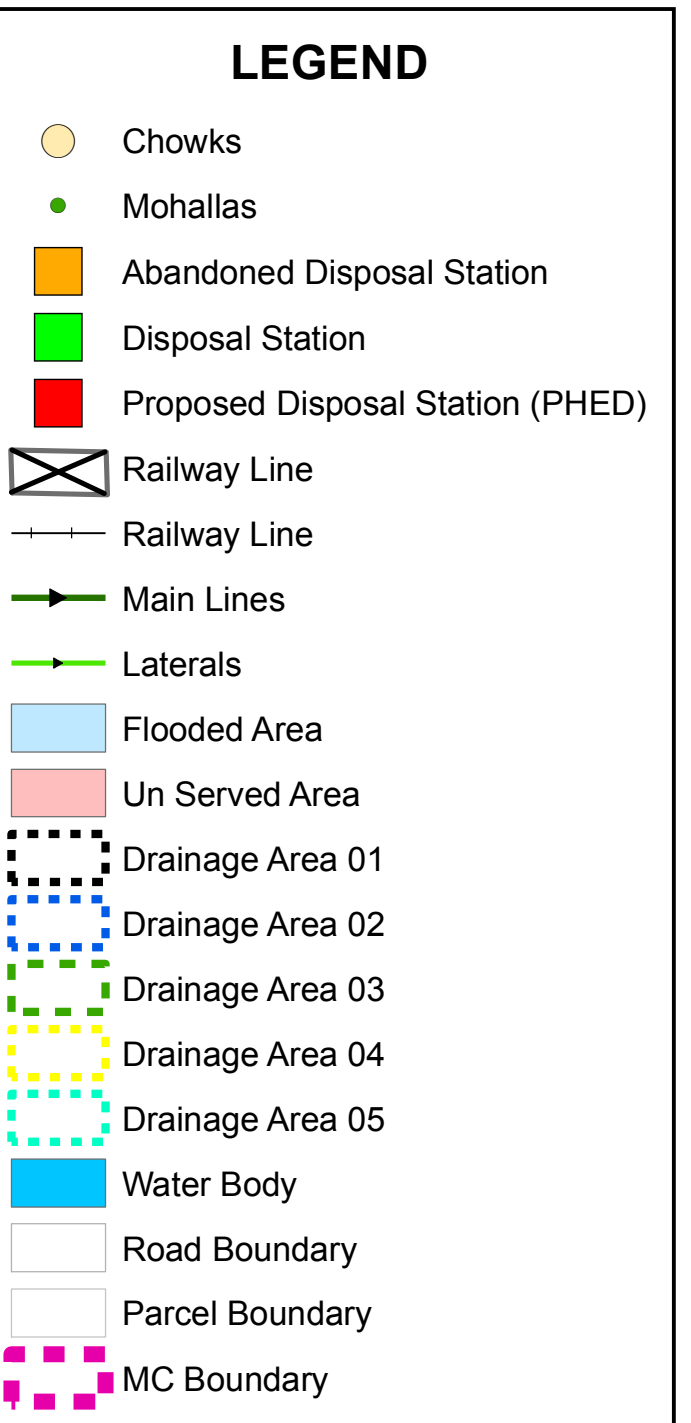 LEGEND
Chowks
Mohallas
Abandoned Disposal Station
Disposal Station
Proposed Disposal Station (PHED)
Railway Line
Railway Line
Main Lines
Laterals
Flooded Area
Un Served Area
Drainage Area 01
Drainage Area 02
Drainage Area 03
Drainage Area 04
Drainage Area 05
Water Body
Road Boundary
Parcel Boundary
MC Boundary